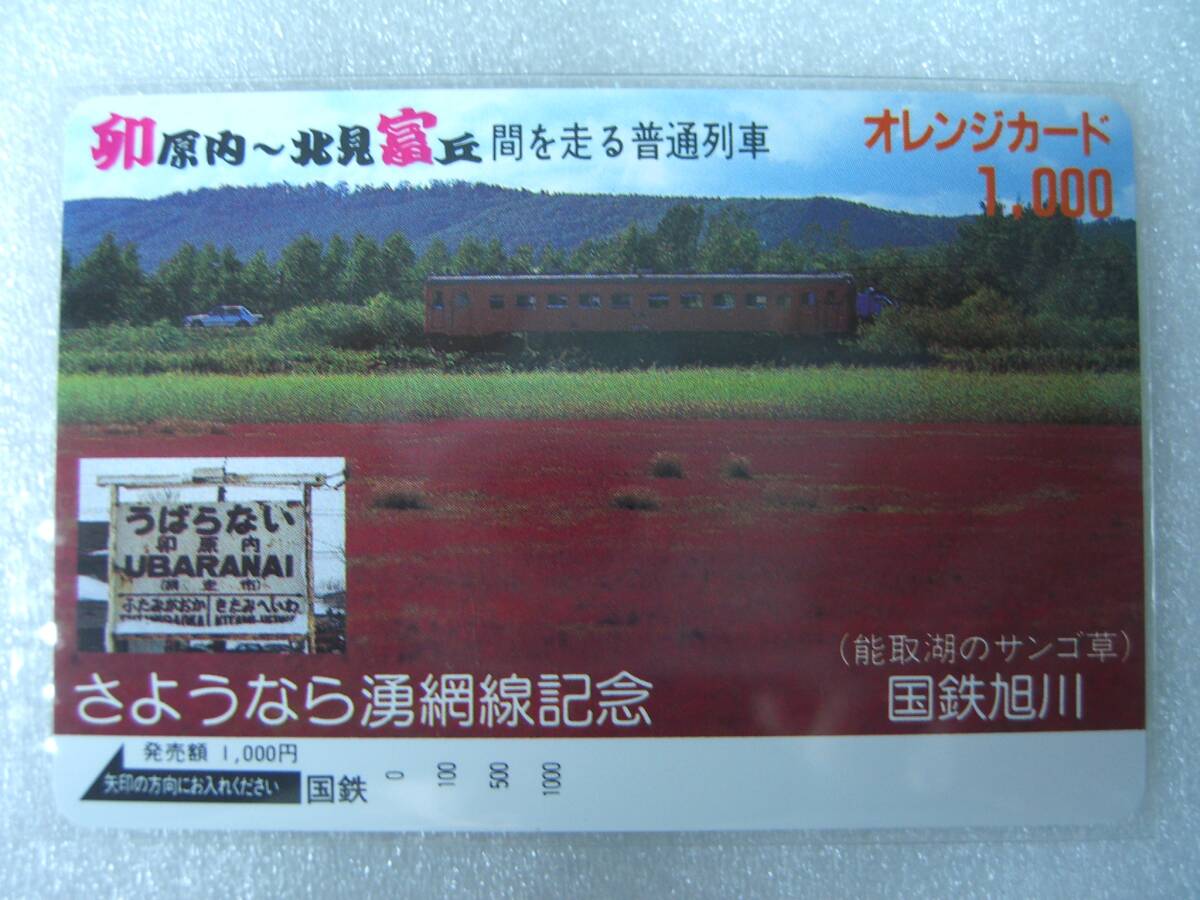 卯原内～北見富丘間を走る普通列車
オレンジカード
1,000
うばらない
卯原内
UBARANAI
(網走市)
ふたみがおか きたみへいわ
(能取湖のサンゴ草)
さようなら湧網線記念
国鉄旭川
発売額 1,000円
矢印の方向にお入れください
国鉄 0 100 500 1000